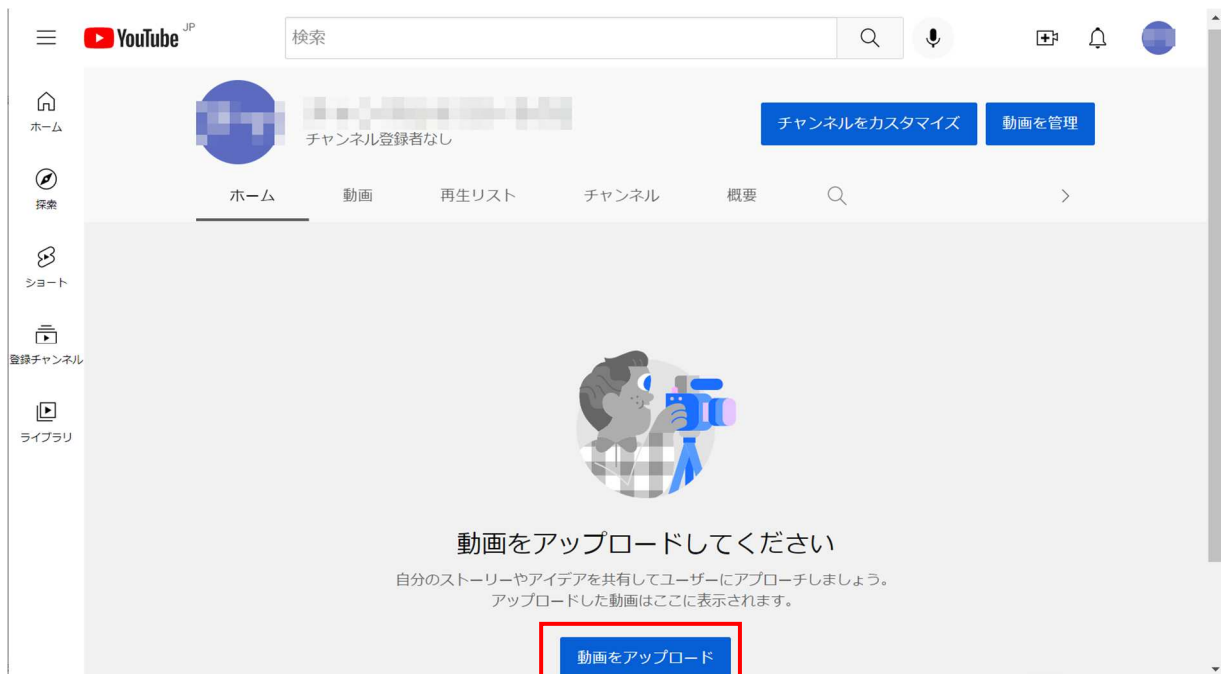 YouTube JP
検索
チャンネル登録者なし
チャンネルをカスタマイズ
動画を管理
ホーム
動画
再生リスト
チャンネル
概要
ホーム
探索
ショート
登録チャンネル
ライブラリ
動画をアップロードしてください
自分のストーリーやアイデアを共有してユーザーにアプローチしましょう。
アップロードした動画はここに表示されます。
動画をアップロード